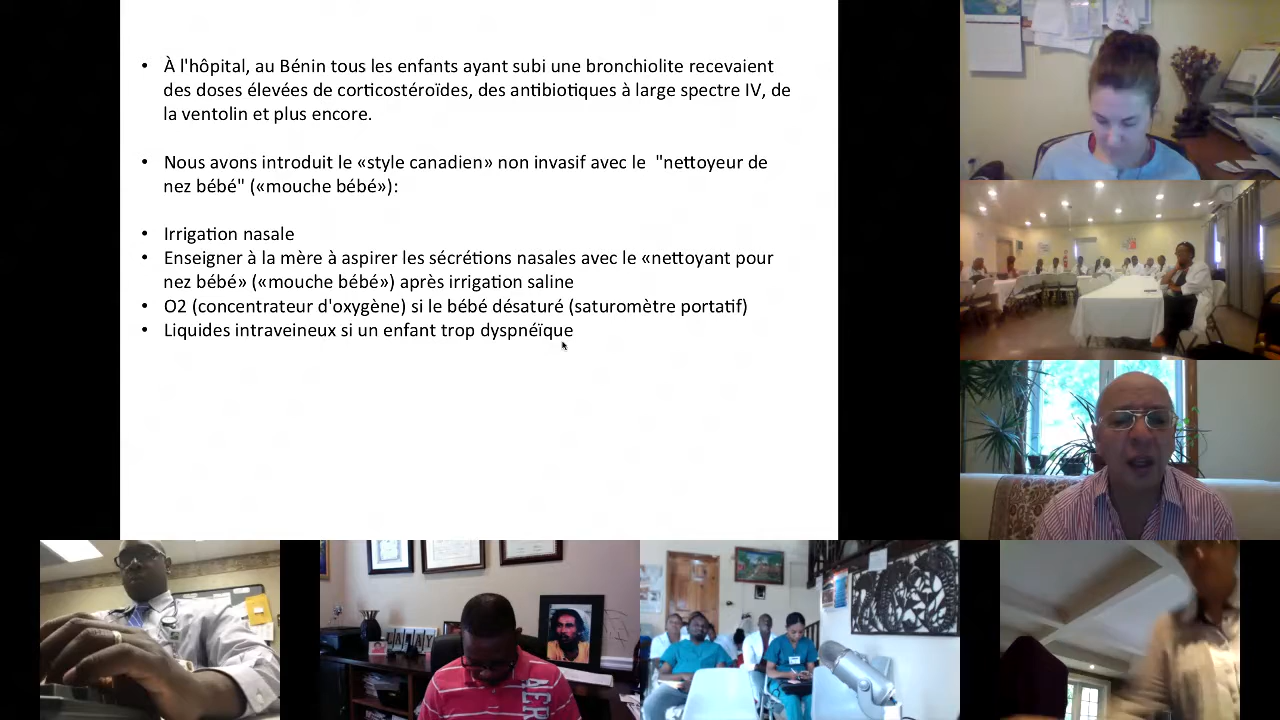 • À l'hôpital, au Bénin tous les enfants ayant subi une bronchiolite recevaient
des doses élevées de corticostéroïdes, des antibiotiques à large spectre IV, de
la ventolin et plus encore.
• Nous avons introduit le «style canadien» non invasif avec le "nettoyeur de
nez bébé" («mouche bébé»):
• Irrigation nasale
• Enseigner à la mère à aspirer les sécrétions nasales avec le «nettoyant pour
nez bébé» («mouche bébé») après irrigation saline
• O2 (concentrateur d'oxygène) si le bébé désaturé (saturomètre portatif)
• Liquides intraveineux si un enfant trop dyspnéïque